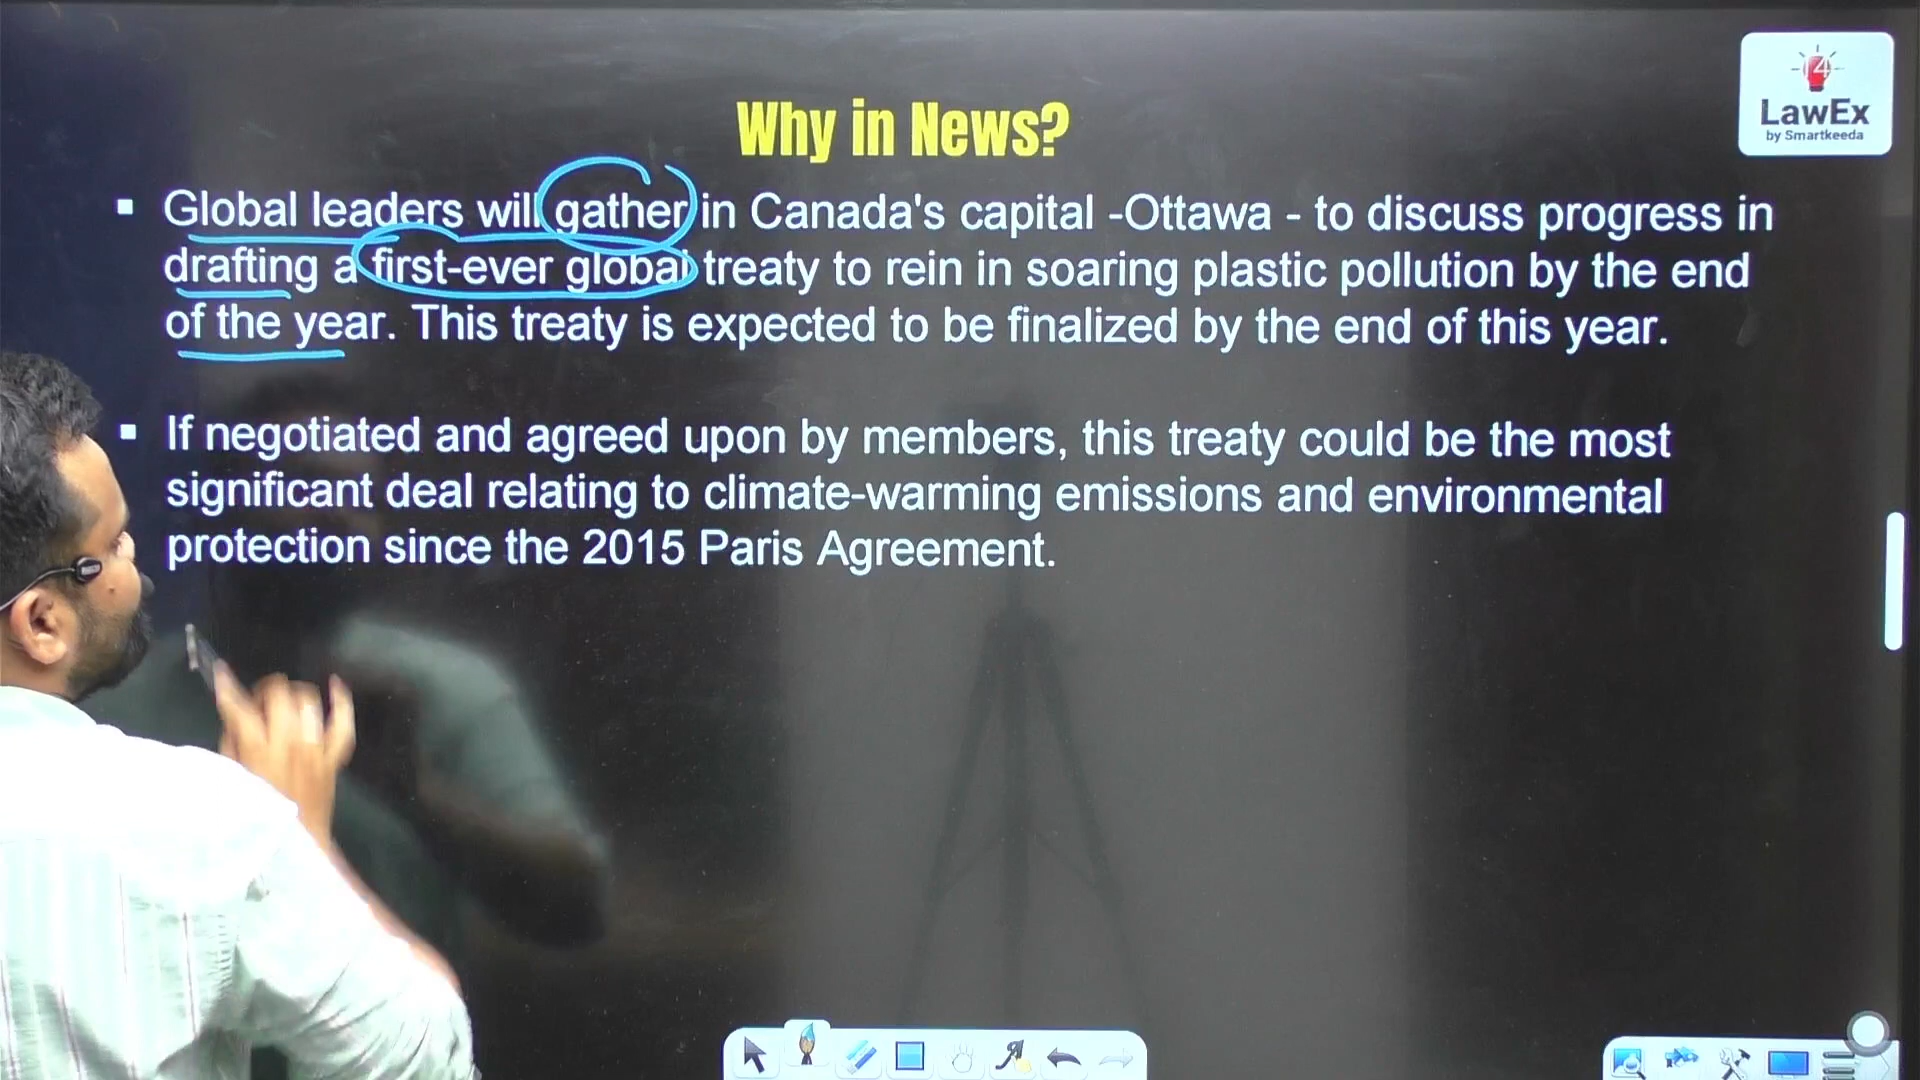 14
LawEx
by Smartkeeda
Why in News?
▪ Global leaders will gather in Canada's capital -Ottawa - to discuss progress in
drafting a first-ever global treaty to rein in soaring plastic pollution by the end
of the year. This treaty is expected to be finalized by the end of this year.
▪ If negotiated and agreed upon by members, this treaty could be the most
significant deal relating to climate-warming emissions and environmental
protection since the 2015 Paris Agreement.